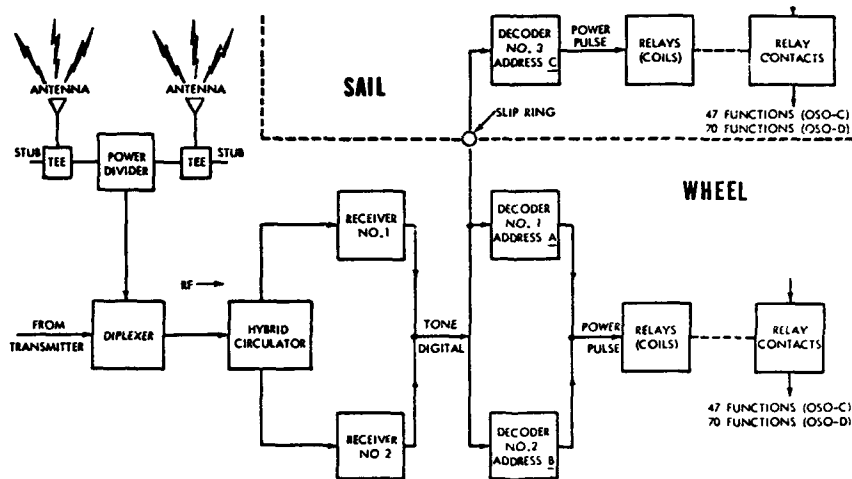 ANTENNA
ANTENNA
STUB
TEE
POWER
DIVIDER
TEE
STUB
SAIL
DECODER
NO. 3
ADDRESS C
POWER
PULSE
RELAYS
(COILS)
RELAY
CONTACTS
SLIP RING
47 FUNCTIONS (OSO-C)
70 FUNCTIONS (OSO-D)
WHEEL
RECEIVER
NO. 1
DECODER
NO. 1
ADDRESS A
RF
FROM
TRANSMITTER
DIPLEXER
HYBRID
CIRCULATOR
TONE
DIGITAL
POWER
PULSE
RELAYS
(COILS)
RELAY
CONTACTS
RECEIVER
NO 2
DECODER
NO. 2
ADDRESS B
47 FUNCTIONS (OSO-C)
70 FUNCTIONS (OSO-D)